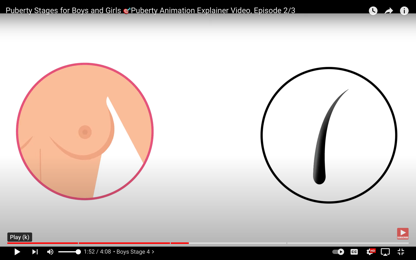 Puberty Stages for Boys and Girls 🍼Puberty Animation Explainer Video, Episode 2/3
Play (k)
1:52 / 4:08 • Boys Stage 4 ›